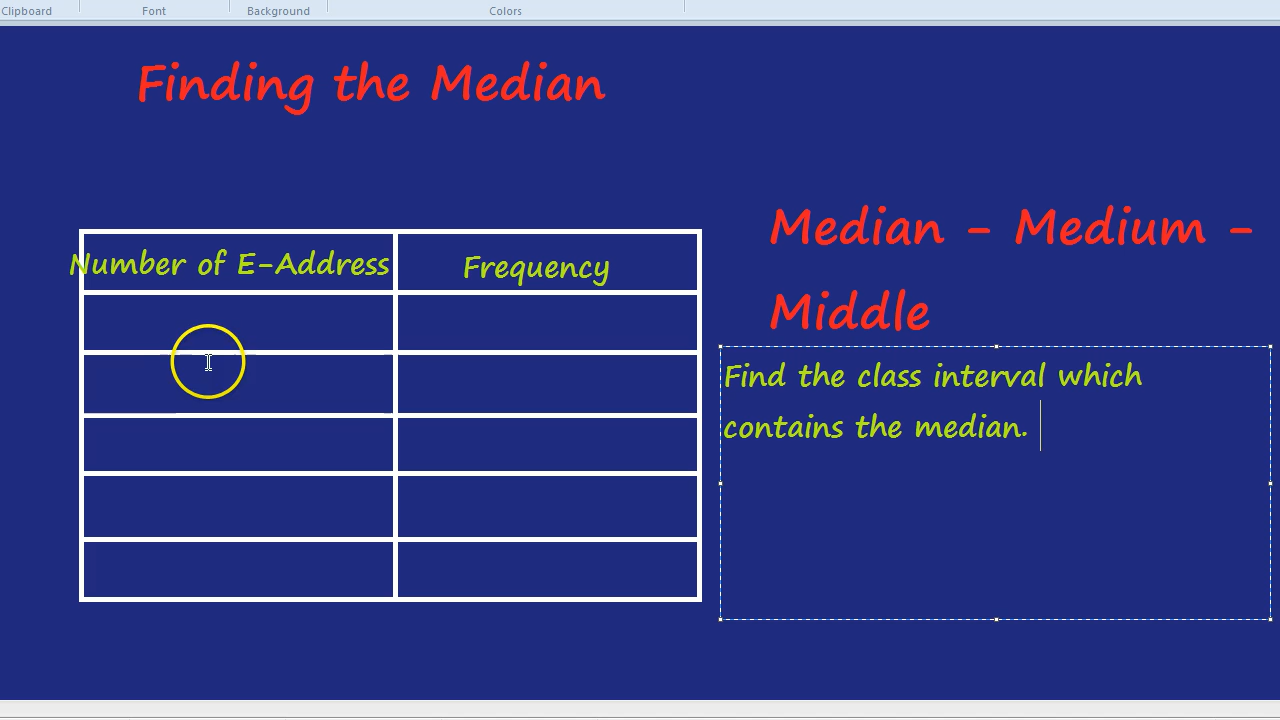 Clipboard Font Background Colors
Finding the Median
Number of E-Address Frequency
Median - Medium -
Middle
Find the class interval which
contains the median.